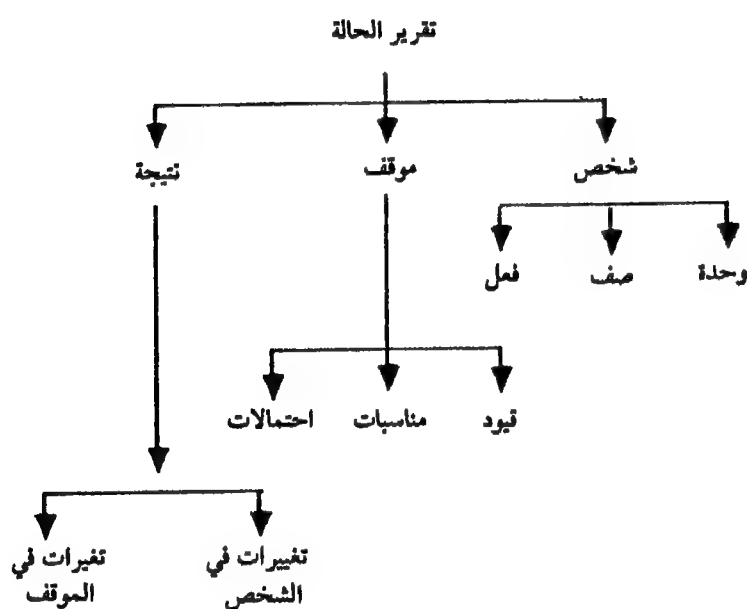 تقرير الحالة
شخص
موقف
نتيجة
وحدة
صف
فعل
قيود
مناسبات
احتمالات
تغييرات في
الشخص
تغيرات في
الموقف